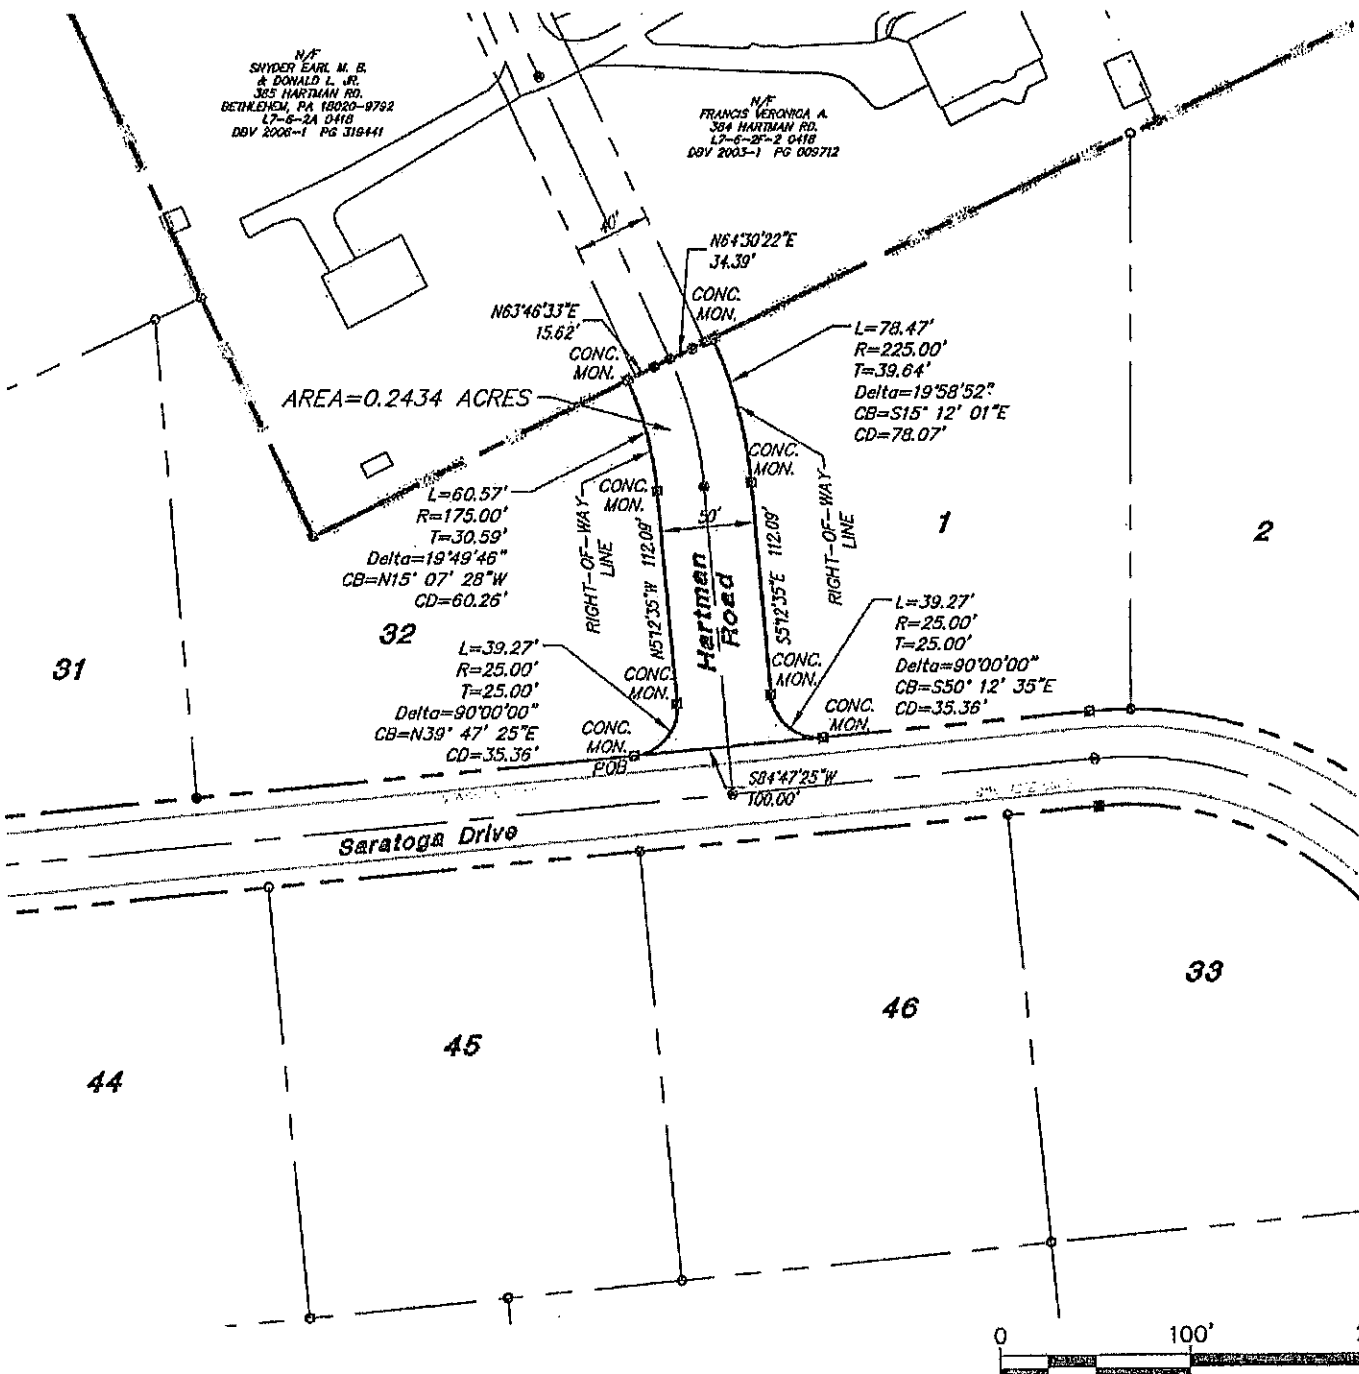 N/F
SNYDER EARL M. B.
& DONALD L. JR.
385 HARTMAN RD.
BETHLEHEM, PA 18020-9792
L7-6-2A 0418
DBV 2006-1 PG 319441
N/F
FRANCIS VERONICA A.
384 HARTMAN RD.
L7-6-2F-2 0418
DBV 2003-1 PG 009712
40'
N64°30'22"E
34.39'
CONC.
MON.
N63°46'33"E
15.62'
CONC.
MON.
L=78.47'
R=225.00'
T=39.64'
Delta=19°58'52"
CB=S15° 12' 01"E
CD=78.07'
AREA=0.2434 ACRES
CONC.
MON.
CONC.
MON.
L=60.57'
R=175.00'
T=30.59'
Delta=19°49'46"
CB=N15° 07' 28"W
CD=60.26'
RIGHT-OF-WAY
LINE
50'
RIGHT-OF-WAY
LINE
1
2
N5°12'35"W 112.09'
Hartman
Road
S5°12'35"E 112.09'
32
31
L=39.27'
R=25.00'
T=25.00'
Delta=90°00'00"
CB=N39° 47' 25"E
CD=35.36'
L=39.27'
R=25.00'
T=25.00'
Delta=90°00'00"
CB=S50° 12' 35"E
CD=35.36'
CONC.
MON.
CONC.
MON.
CONC.
MON.
POB
CONC.
MON.
S84°47'25"W
100.00'
Saratoga Drive
33
46
45
44
0 100'